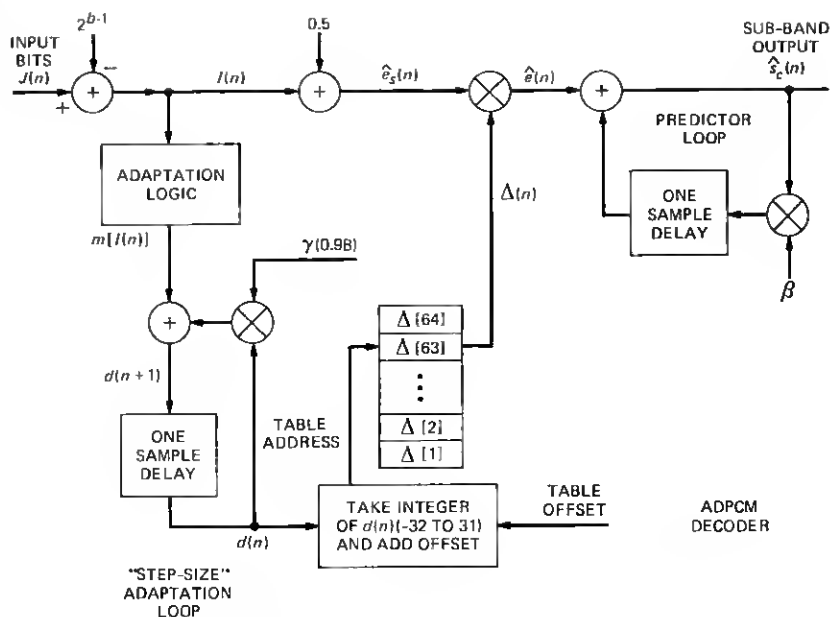 2^{b-1}
0.5
INPUT
BITS
J(n)
+
−
+
I(n)
+
ê_s(n)
ê(n)
+
SUB-BAND
OUTPUT
ŝ_c(n)
PREDICTOR
LOOP
ONE
SAMPLE
DELAY
β
ADAPTATION
LOGIC
m[I(n)]
Δ(n)
γ(0.98)
+
d(n + 1)
ONE
SAMPLE
DELAY
TABLE
ADDRESS
Δ [64]
Δ [63]
⋮
Δ [2]
Δ [1]
TAKE INTEGER
OF d(n)(-32 TO 31)
AND ADD OFFSET
TABLE
OFFSET
ADPCM
DECODER
d(n)
"STEP-SIZE"
ADAPTATION
LOOP